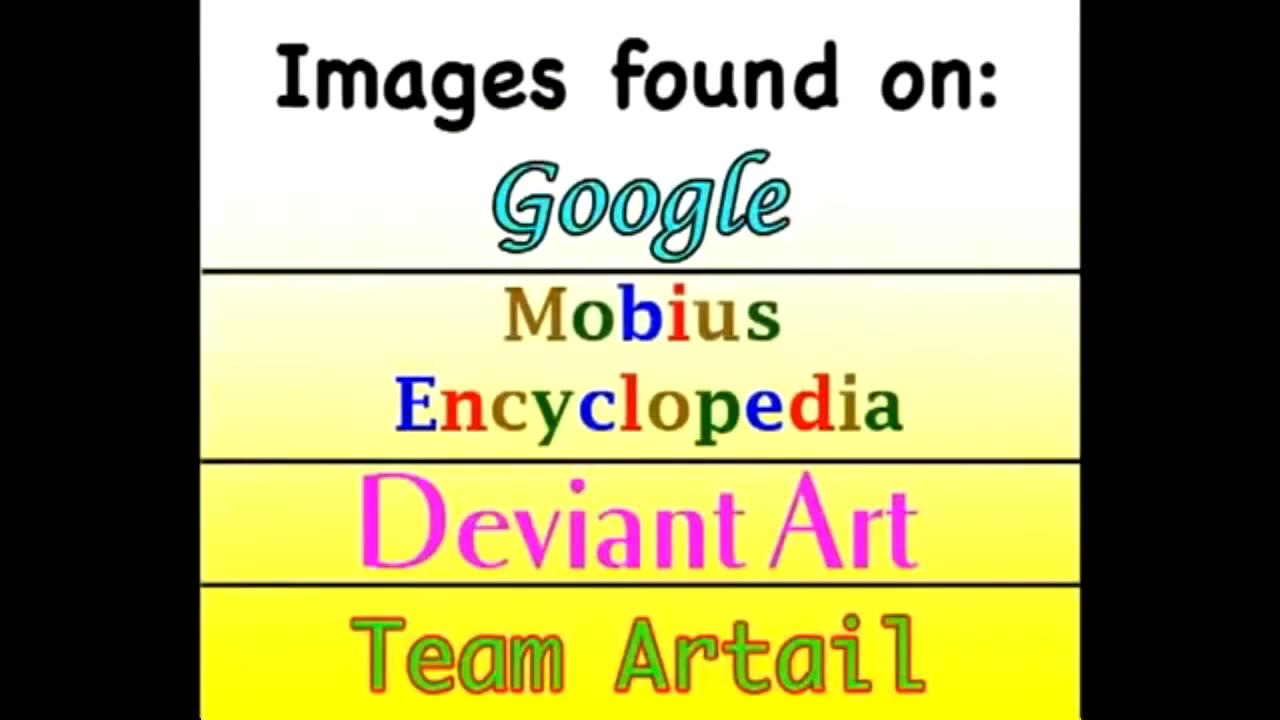 Images found on:
Google
Mobius
Encyclopedia
Deviant Art
Team Artail